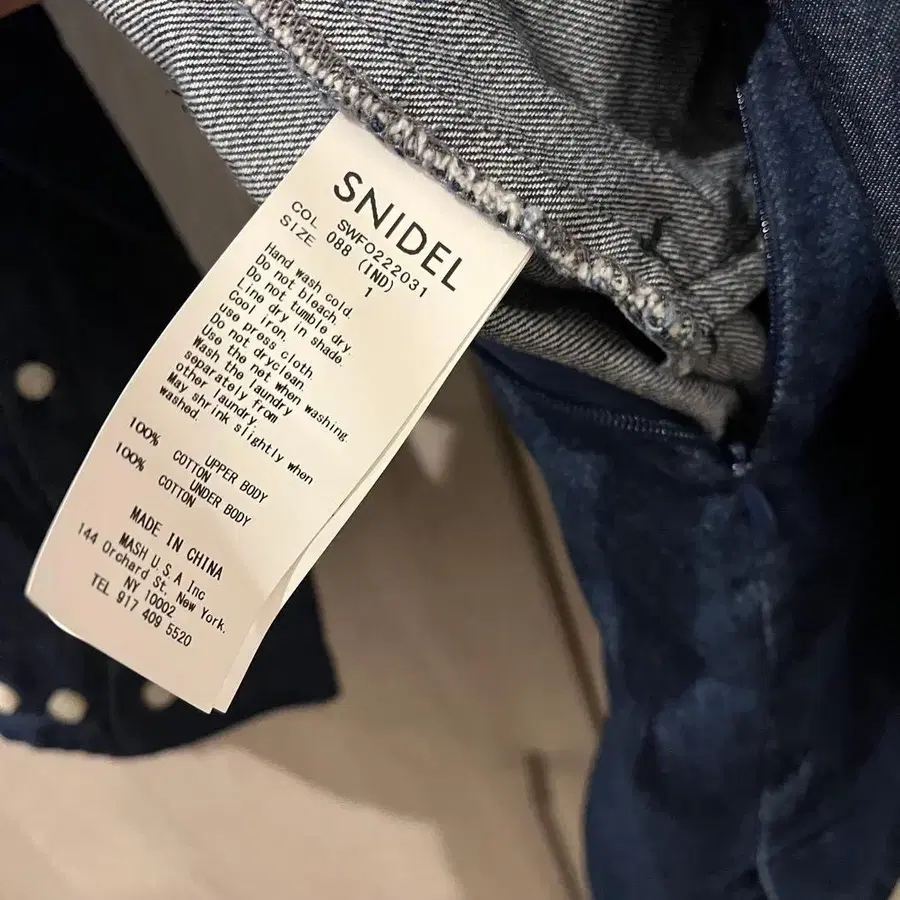 SNIDEL
SWFO222031
COL 088 (IND)
SIZE 1
Hand wash cold.
Do not bleach.
Do not tumble dry.
Line dry in shade.
Cool iron.
use press cloth
Do not dryclean.
Use the net when washing.
Wash the laundry
separately from
other laundry.
May shrink slightly when
washed.
UPPER BODY
100% COTTON
UNDER BODY
100% COTTON
MADE IN CHINA
MASH U.S.A Inc
144 Orchard St. New York.
NY 10002
TEL 917 409 5520